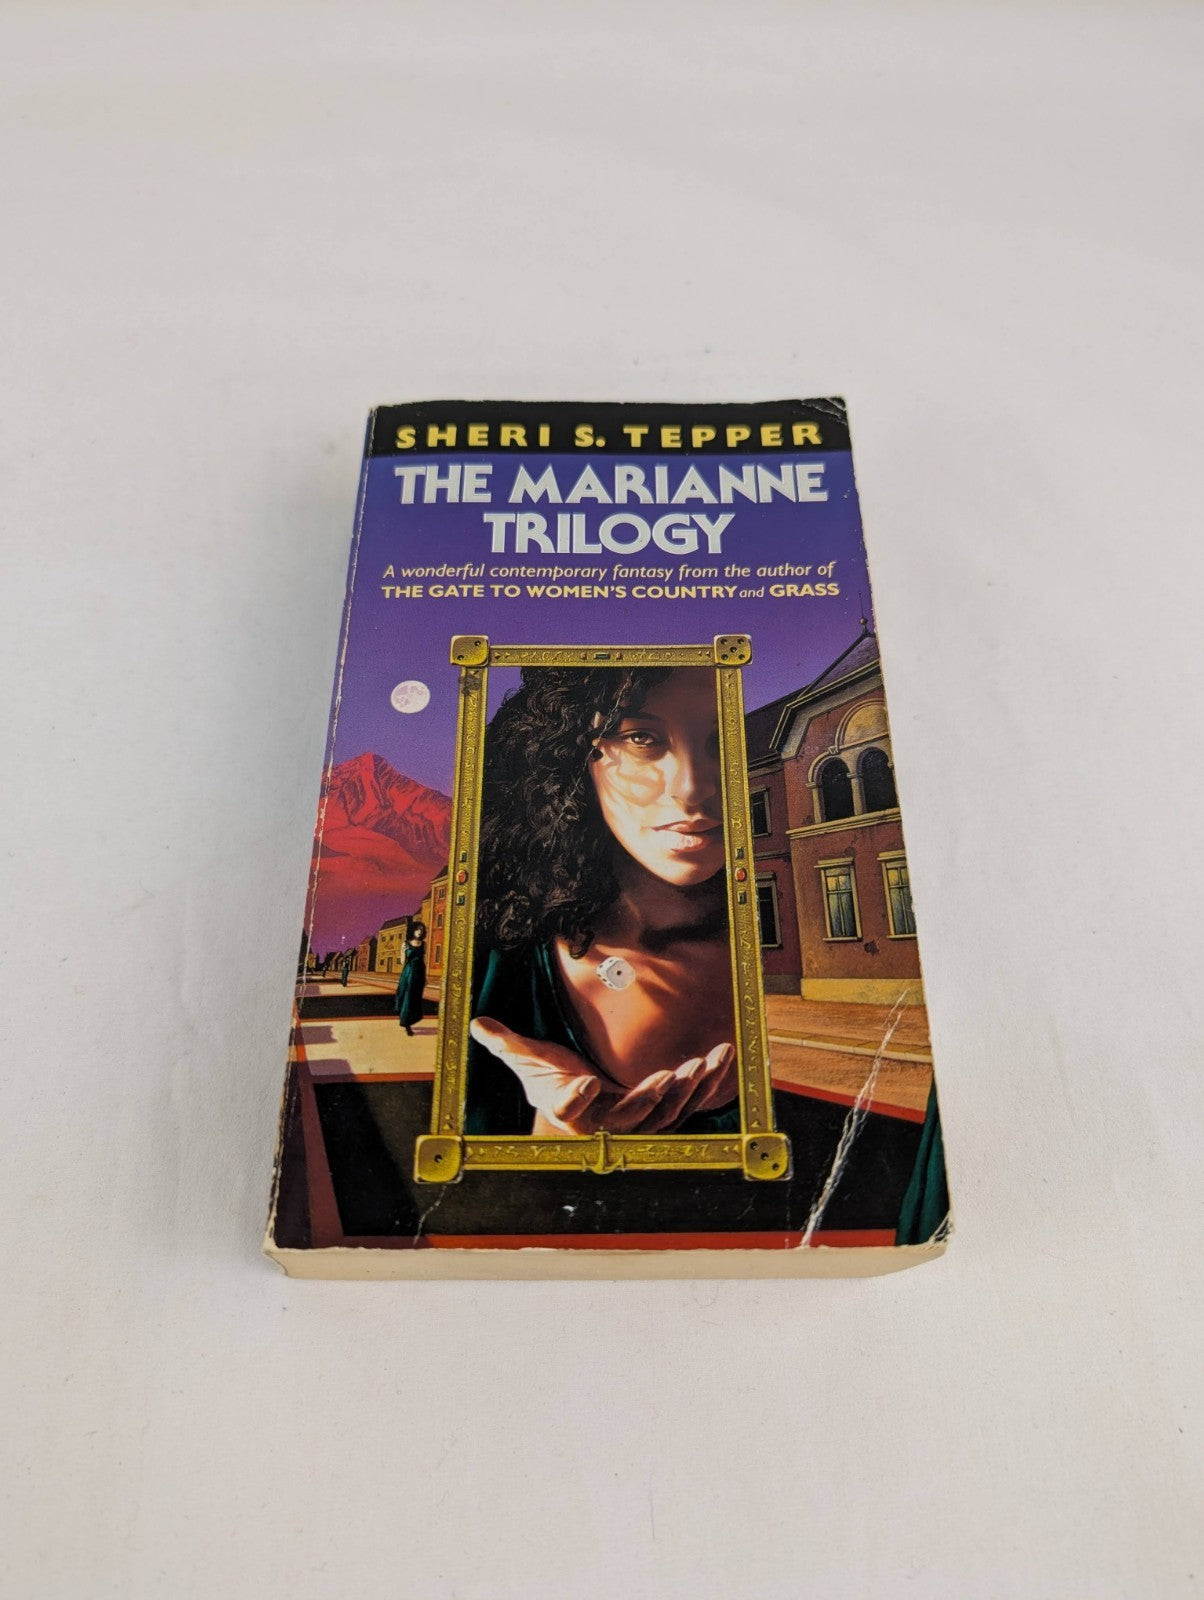 SHERI S. TEPPER
THE MARIANNE
TRILOGY
A wonderful contemporary fantasy from the author of
THE GATE TO WOMEN'S COUNTRY and GRASS